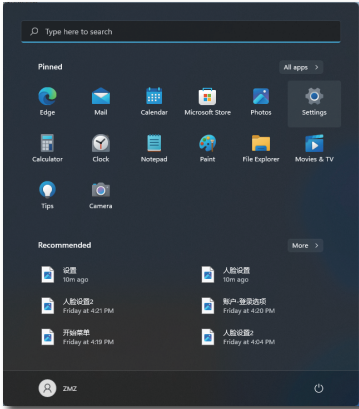 Type here to search
Pinned
All apps >
Edge
Mail
Calendar
Microsoft Store
Photos
Settings
Calculator
Clock
Notepad
Paint
File Explorer
Movies & TV
Tips
Camera
Recommended
More >
设置
10m ago
人脸设置
10m ago
人脸设置2
Friday at 4:21 PM
账户-登录选项
Friday at 4:20 PM
开始菜单
Friday at 4:19 PM
人脸设置2
Friday at 4:04 PM
ZMZ